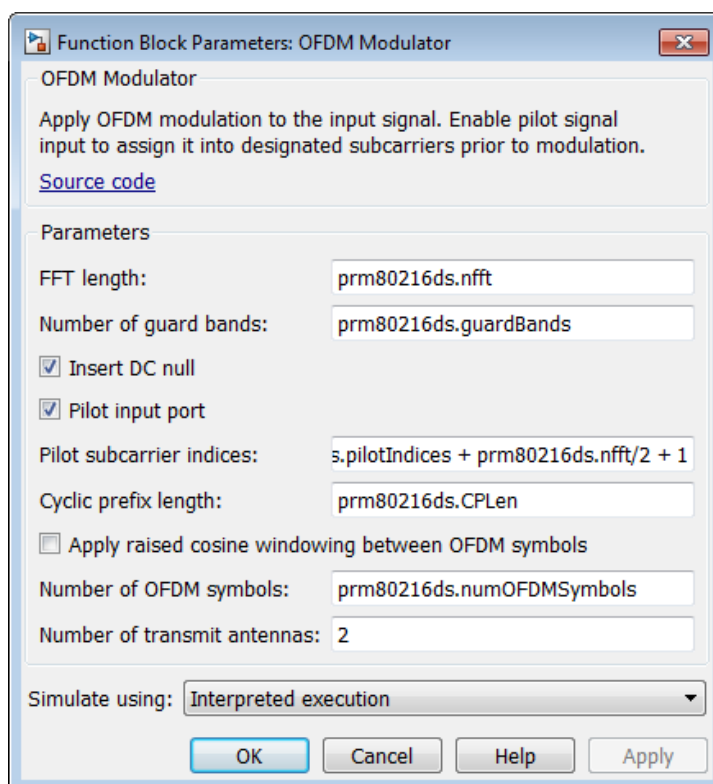 Function Block Parameters: OFDM Modulator
OFDM Modulator
Apply OFDM modulation to the input signal. Enable pilot signal
input to assign it into designated subcarriers prior to modulation.
Source code
Parameters
FFT length: prm80216ds.nfft
Number of guard bands: prm80216ds.guardBands
Insert DC null
Pilot input port
Pilot subcarrier indices: s.pilotIndices + prm80216ds.nfft/2 + 1
Cyclic prefix length: prm80216ds.CPLen
Apply raised cosine windowing between OFDM symbols
Number of OFDM symbols: prm80216ds.numOFDMSymbols
Number of transmit antennas: 2
Simulate using: Interpreted execution
OK Cancel Help Apply